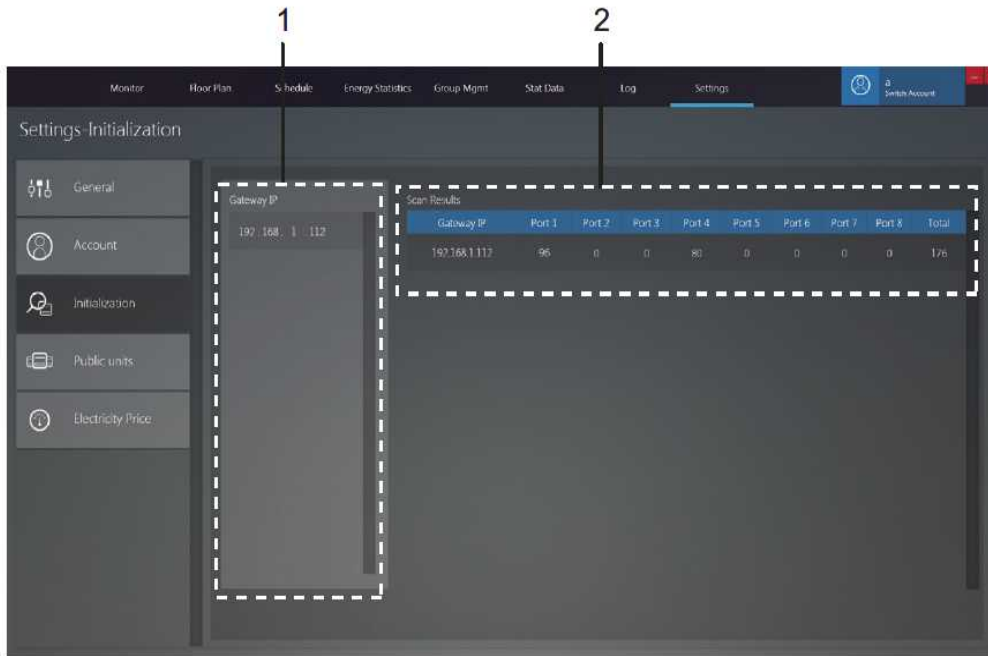 1 2
Monitor Floor Plan Schedule Energy Statistics Group Mgmt Stat Data Log Settings a
Switch Account
Settings-Initialization
General
Account
Initialization
Public units
Electricity Price
Gateway IP
192 . 168 . 1 . 112
Scan Results
Gateway IP Port 1 Port 2 Port 3 Port 4 Port 5 Port 6 Port 7 Port 8 Total
192.168.1.112 96 0 0 80 0 0 0 0 176